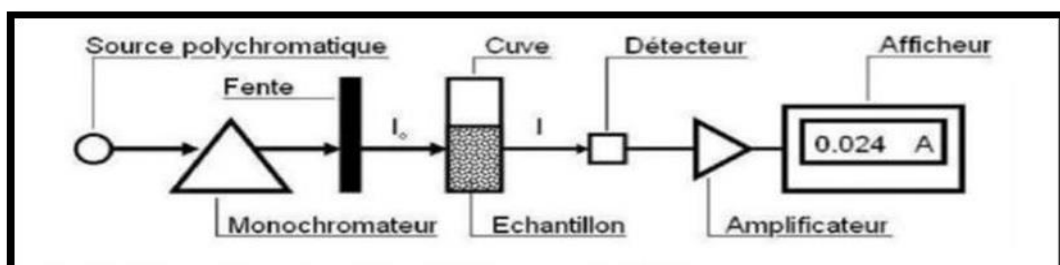 Source polychromatique
Cuve
Détecteur
Afficheur
Fente
I₀
I
0.024 A
Monochromateur
Echantillon
Amplificateur